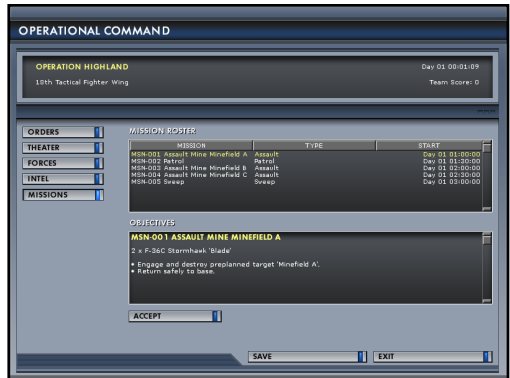 OPERATIONAL COMMAND
OPERATION HIGHLAND Day 01 00:01:09
18th Tactical Fighter Wing Team Score: 0
ORDERS
THEATER
FORCES
INTEL
MISSIONS
MISSION ROSTER
MISSION TYPE START
MSN-001 Assault Mine Minefield A Assault Day 01 01:00:00
MSN-002 Patrol Patrol Day 01 01:30:00
MSN-003 Assault Mine Minefield B Assault Day 01 02:00:00
MSN-004 Assault Mine Minefield C Assault Day 01 02:30:00
MSN-005 Sweep Sweep Day 01 03:00:00
OBJECTIVES
MSN-001 ASSAULT MINE MINEFIELD A
2 x F-36C Stormhawk 'Blade'
• Engage and destroy preplanned target 'Minefield A'.
• Return safely to base.
ACCEPT
SAVE EXIT